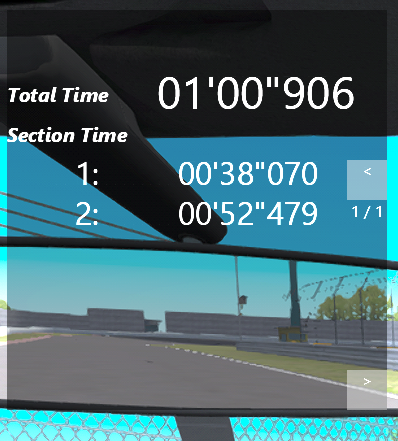 Total Time 01'00"906
Section Time
1: 00'38"070 <
2: 00'52"479 1 / 1
>